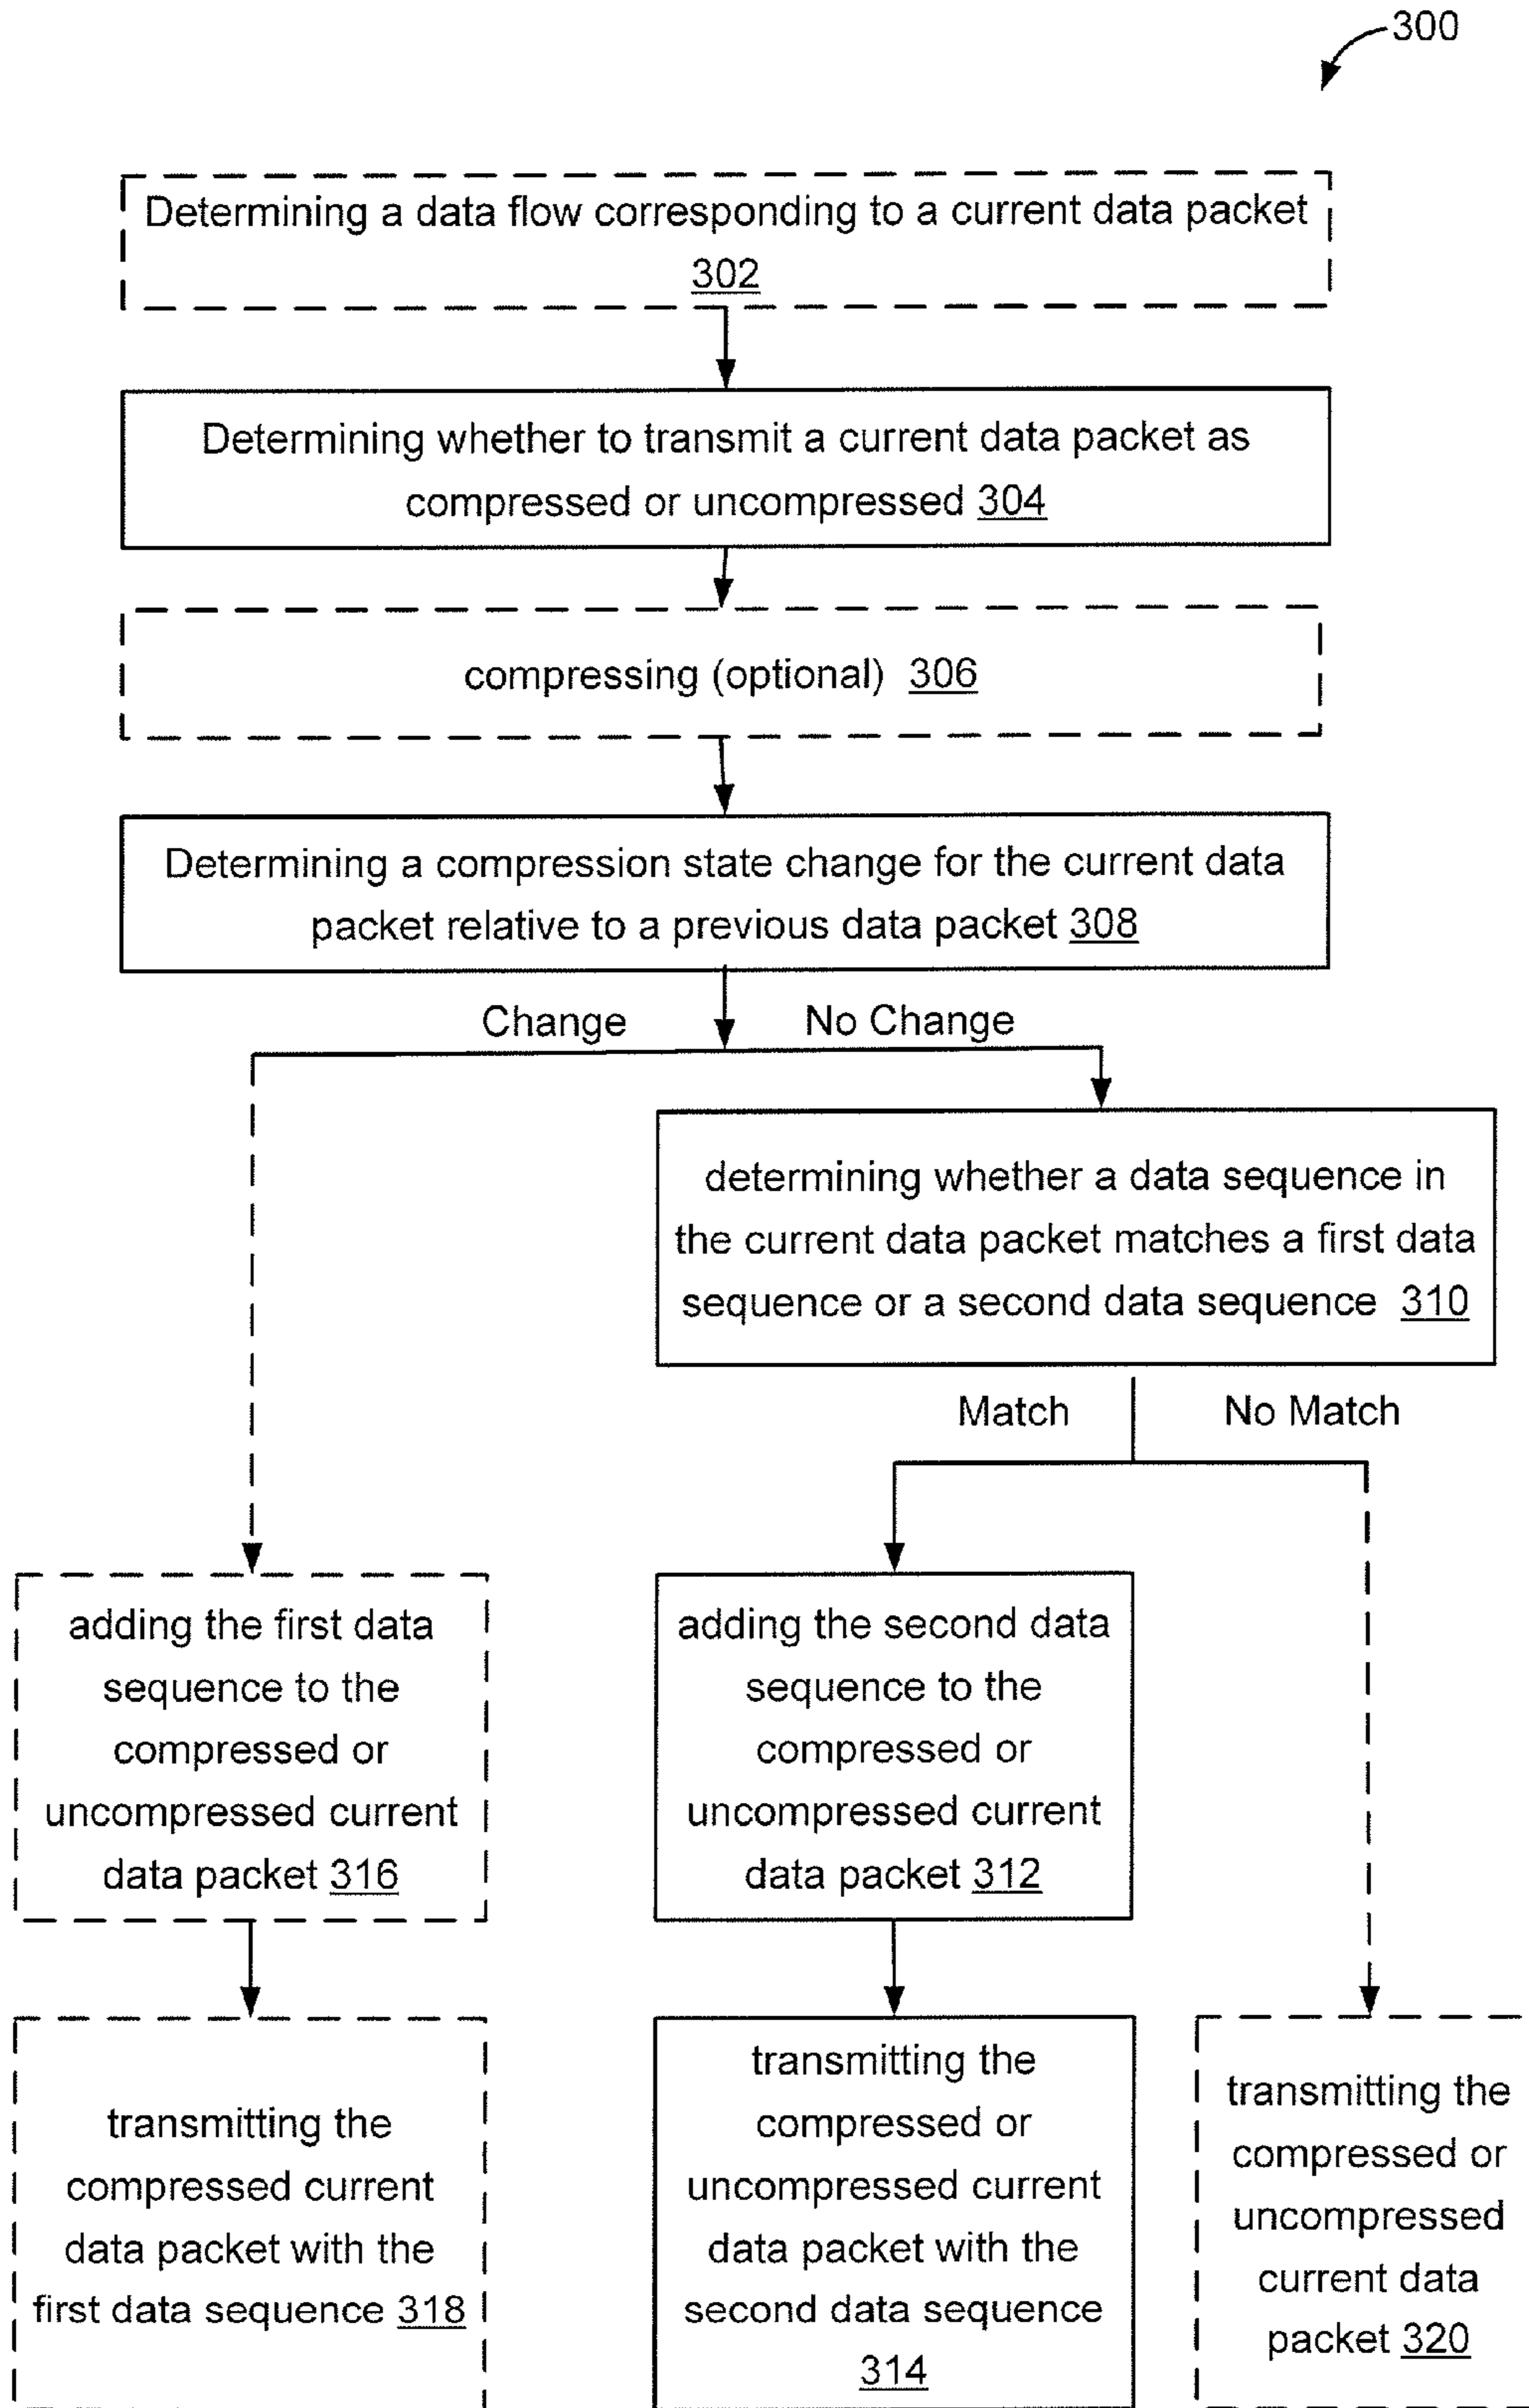 300
Determining a data flow corresponding to a current data packet
302
Determining whether to transmit a current data packet as
compressed or uncompressed 304
compressing (optional) 306
Determining a compression state change for the current data
packet relative to a previous data packet 308
Change
No Change
determining whether a data sequence in
the current data packet matches a first data
sequence or a second data sequence 310
Match
No Match
adding the first data
sequence to the
compressed or
uncompressed current
data packet 316
adding the second data
sequence to the
compressed or
uncompressed current
data packet 312
transmitting the
compressed current
data packet with the
first data sequence 318
transmitting the
compressed or
uncompressed current
data packet with the
second data sequence
314
transmitting the
compressed or
uncompressed
current data
packet 320